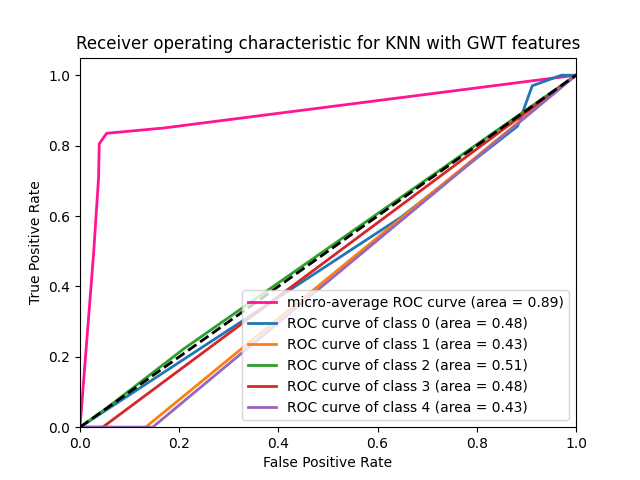 Receiver operating characteristic for KNN with GWT features
True Positive Rate
1.0
0.8
0.6
0.4
0.2
0.0
micro-average ROC curve (area = 0.89)
ROC curve of class 0 (area = 0.48)
ROC curve of class 1 (area = 0.43)
ROC curve of class 2 (area = 0.51)
ROC curve of class 3 (area = 0.48)
ROC curve of class 4 (area = 0.43)
0.0 0.2 0.4 0.6 0.8 1.0
False Positive Rate